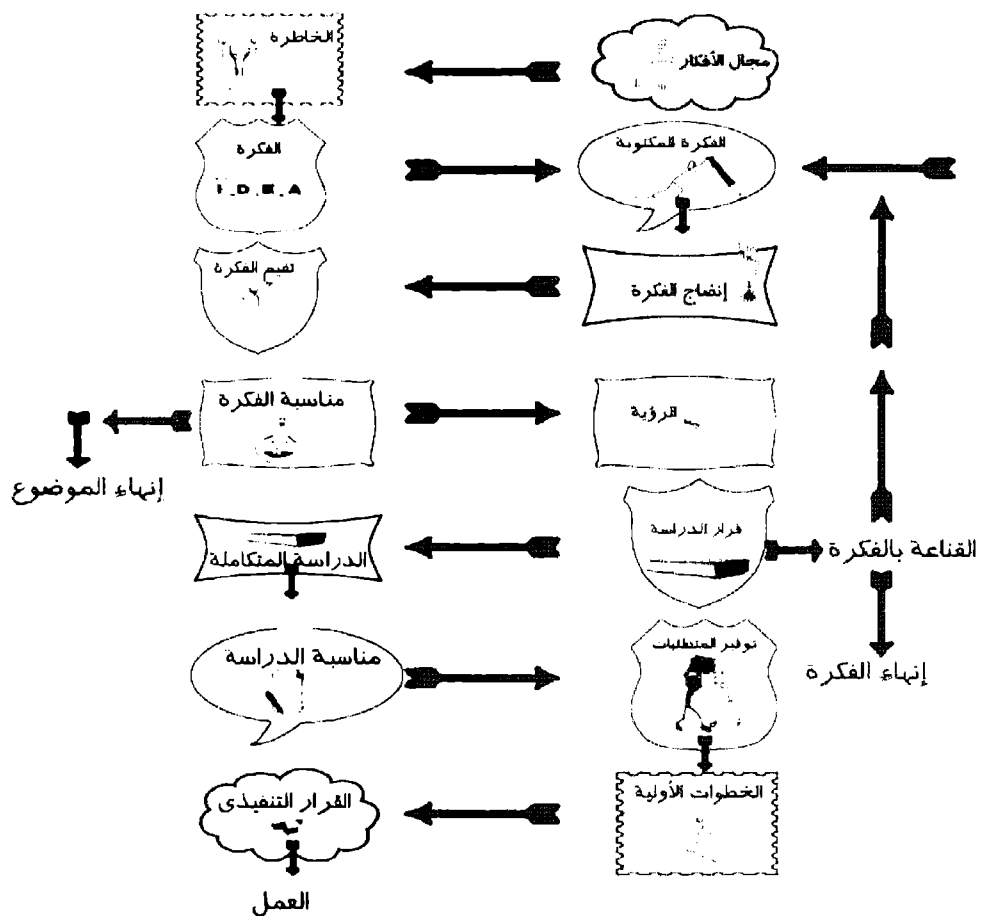 مجال الأفكار
الخاطرة
الفكرة
I.D.E.A
الفكرة المكتوبة
إنضاج الفكرة
تقيم الفكرة
مناسبة الفكرة
إنهاء الموضوع
الرؤية
قرار الدراسة
القناعة بالفكرة
إنهاء الفكرة
الدراسة المتكاملة
مناسبة الدراسة
توفير المتطلبات
الخطوات الأولية
القرار التنفيذى
العمل